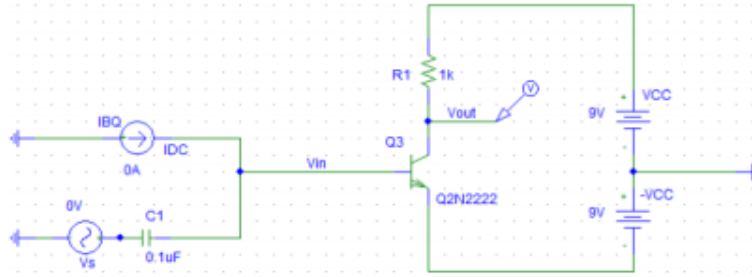 R1
1k
VCC
9V
+
-
IBQ
IDC
0A
Vout
V
Q3
Vin
Q2N2222
-VCC
9V
+
-
0V
C1
Vs
0.1uF